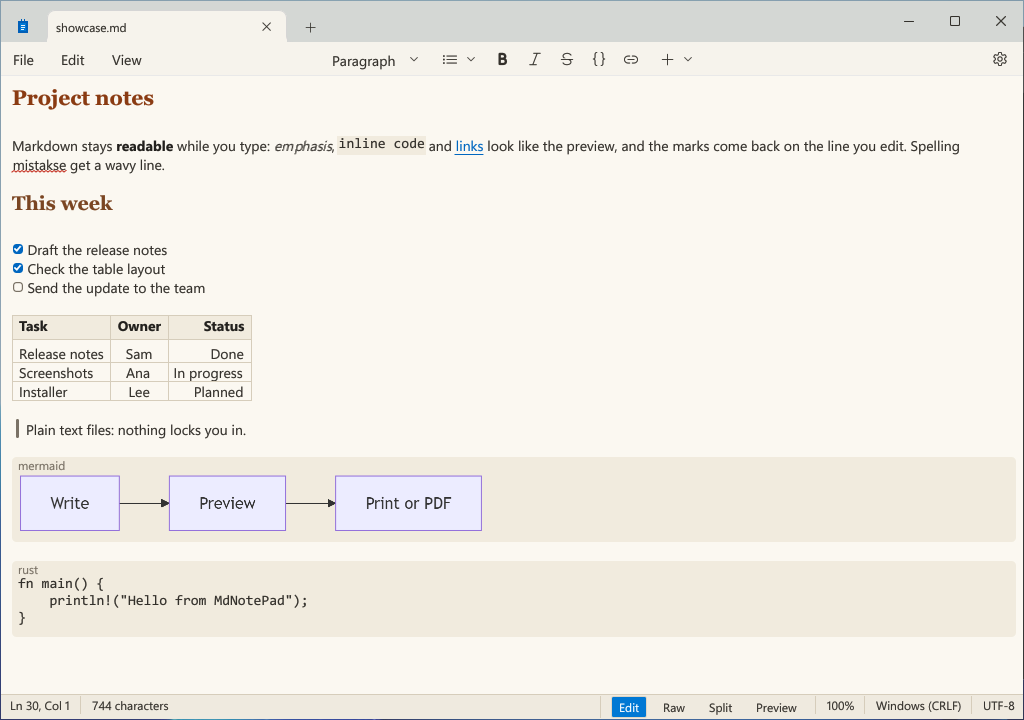 showcase.md
File Edit View Paragraph B I S {}
Project notes
Markdown stays readable while you type: emphasis, inline code and links look like the preview, and the marks come back on the line you edit. Spelling
mistakse get a wavy line.
This week
Draft the release notes
Check the table layout
Send the update to the team
Task Owner Status
Release notes Sam Done
Screenshots Ana In progress
Installer Lee Planned
Plain text files: nothing locks you in.
mermaid
Write Preview Print or PDF
rust
fn main() {
    println!("Hello from MdNotePad");
}
Ln 30, Col 1 744 characters Edit Raw Split Preview 100% Windows (CRLF) UTF-8